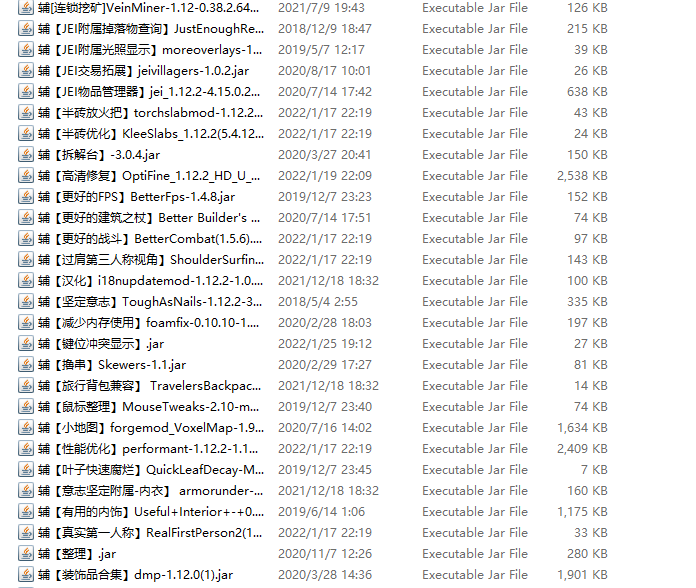 辅[连锁挖矿]VeinMiner-1.12-0.38.2.64... 2021/7/9 19:43 Executable Jar File 126 KB
辅【JEI附属掉落物查询】JustEnoughRe... 2018/12/9 18:47 Executable Jar File 215 KB
辅【JEI附属光照显示】moreoverlays-1... 2019/5/7 12:17 Executable Jar File 39 KB
辅【JEI交易拓展】jeivillagers-1.0.2.jar 2020/8/17 10:01 Executable Jar File 26 KB
辅【JEI物品管理器】jei_1.12.2-4.15.0.2... 2020/7/14 17:42 Executable Jar File 638 KB
辅【半砖放火把】torchslabmod-1.12.2... 2022/1/17 22:19 Executable Jar File 43 KB
辅【半砖优化】KleeSlabs_1.12.2(5.4.12... 2022/1/17 22:19 Executable Jar File 24 KB
辅【拆解台】-3.0.4.jar 2020/3/27 20:41 Executable Jar File 150 KB
辅【高清修复】OptiFine_1.12.2_HD_U_... 2022/1/19 22:09 Executable Jar File 2,538 KB
辅【更好的FPS】BetterFps-1.4.8.jar 2019/12/7 23:23 Executable Jar File 152 KB
辅【更好的建筑之杖】Better Builder's ... 2020/7/14 17:51 Executable Jar File 74 KB
辅【更好的战斗】BetterCombat(1.5.6).... 2022/1/17 22:19 Executable Jar File 97 KB
辅【过肩第三人称视角】ShoulderSurfin... 2022/1/17 22:19 Executable Jar File 143 KB
辅【汉化】i18nupdatemod-1.12.2-1.0.... 2021/12/18 18:32 Executable Jar File 100 KB
辅【坚定意志】ToughAsNails-1.12.2-3... 2018/5/4 2:55 Executable Jar File 335 KB
辅【减少内存使用】foamfix-0.10.10-1.... 2020/2/28 18:03 Executable Jar File 197 KB
辅【键位冲突显示】.jar 2022/1/25 19:12 Executable Jar File 27 KB
辅【撸串】Skewers-1.1.jar 2020/2/29 17:27 Executable Jar File 81 KB
辅【旅行背包兼容】 TravelersBackpac... 2021/12/18 18:32 Executable Jar File 14 KB
辅【鼠标整理】MouseTweaks-2.10-m... 2019/12/7 23:40 Executable Jar File 74 KB
辅【小地图】forgemod_VoxelMap-1.9... 2020/7/16 14:02 Executable Jar File 1,634 KB
辅【性能优化】performant-1.12.2-1.1... 2022/1/17 22:19 Executable Jar File 2,409 KB
辅【叶子快速腐烂】QuickLeafDecay-M... 2019/12/7 23:45 Executable Jar File 7 KB
辅【意志坚定附属-内衣】 armorunder-... 2021/12/18 18:32 Executable Jar File 160 KB
辅【有用的内饰】Useful+Interior+-+0.... 2019/6/14 1:06 Executable Jar File 1,175 KB
辅【真实第一人称】RealFirstPerson2(1... 2022/1/17 22:19 Executable Jar File 33 KB
辅【整理】.jar 2020/11/7 12:26 Executable Jar File 280 KB
辅【装饰品合集】dmp-1.12.0(1).jar 2020/3/28 14:36 Executable Jar File 1,901 KB